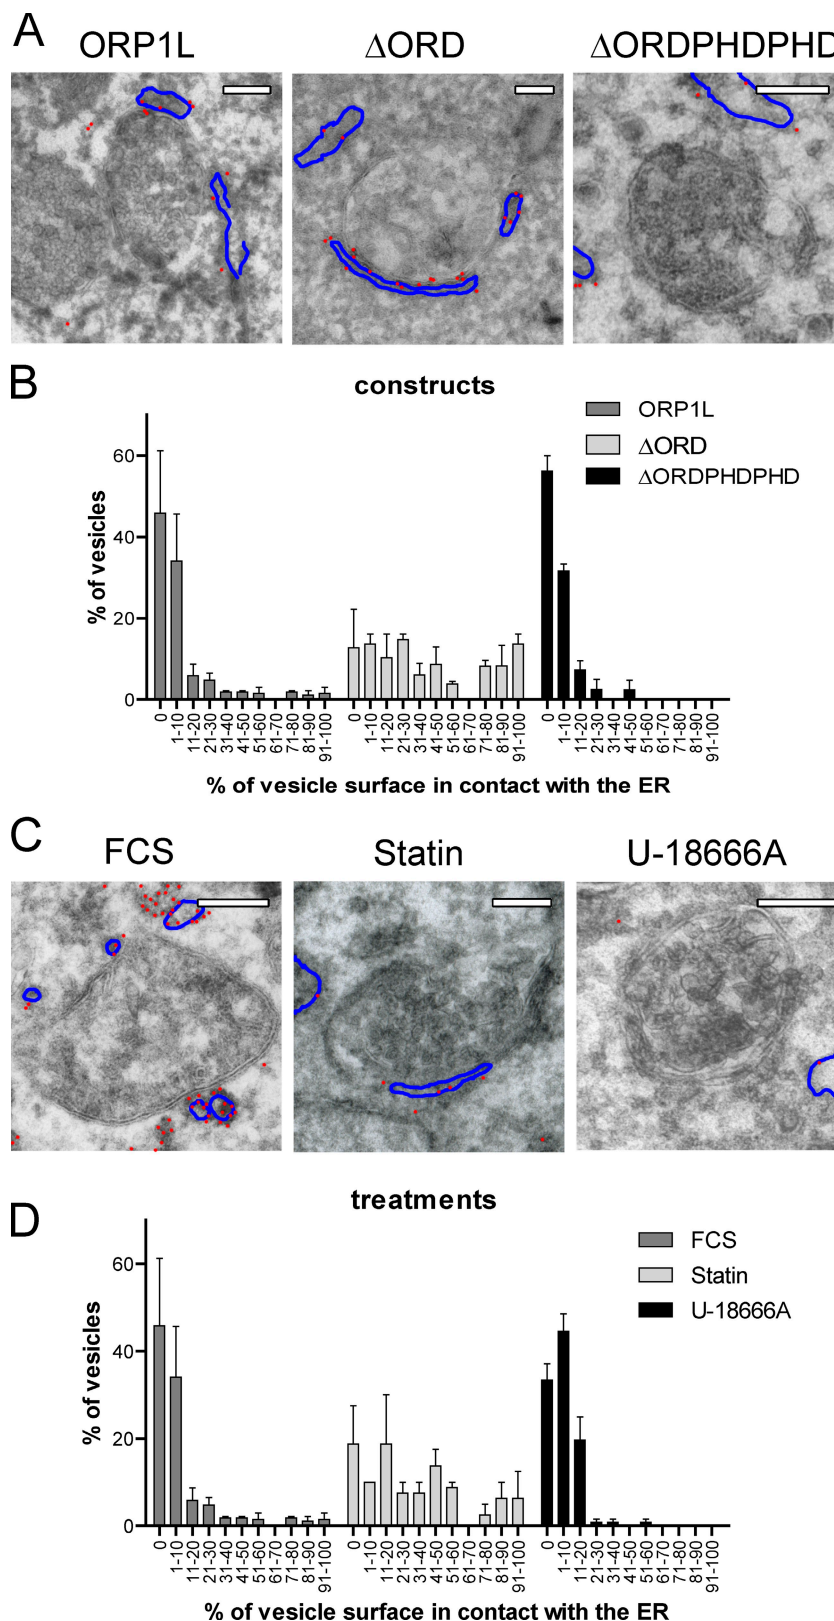 A
ORP1L
ΔORD
ΔORDPHDPHD
B
constructs
ORP1L
ΔORD
ΔORDPHDPHD
% of vesicles
60
40
20
0
0 1-10 11-20 21-30 31-40 41-50 51-60 61-70 71-80 81-90 91-100
0 1-10 11-20 21-30 31-40 41-50 51-60 61-70 71-80 81-90 91-100
0 1-10 11-20 21-30 31-40 41-50 51-60 61-70 71-80 81-90 91-100
% of vesicle surface in contact with the ER
C
FCS
Statin
U-18666A
D
treatments
FCS
Statin
U-18666A
% of vesicles
60
40
20
0
0 1-10 11-20 21-30 31-40 41-50 51-60 61-70 71-80 81-90 91-100
0 1-10 11-20 21-30 31-40 41-50 51-60 61-70 71-80 81-90 91-100
0 1-10 11-20 21-30 31-40 41-50 51-60 61-70 71-80 81-90 91-100
% of vesicle surface in contact with the ER